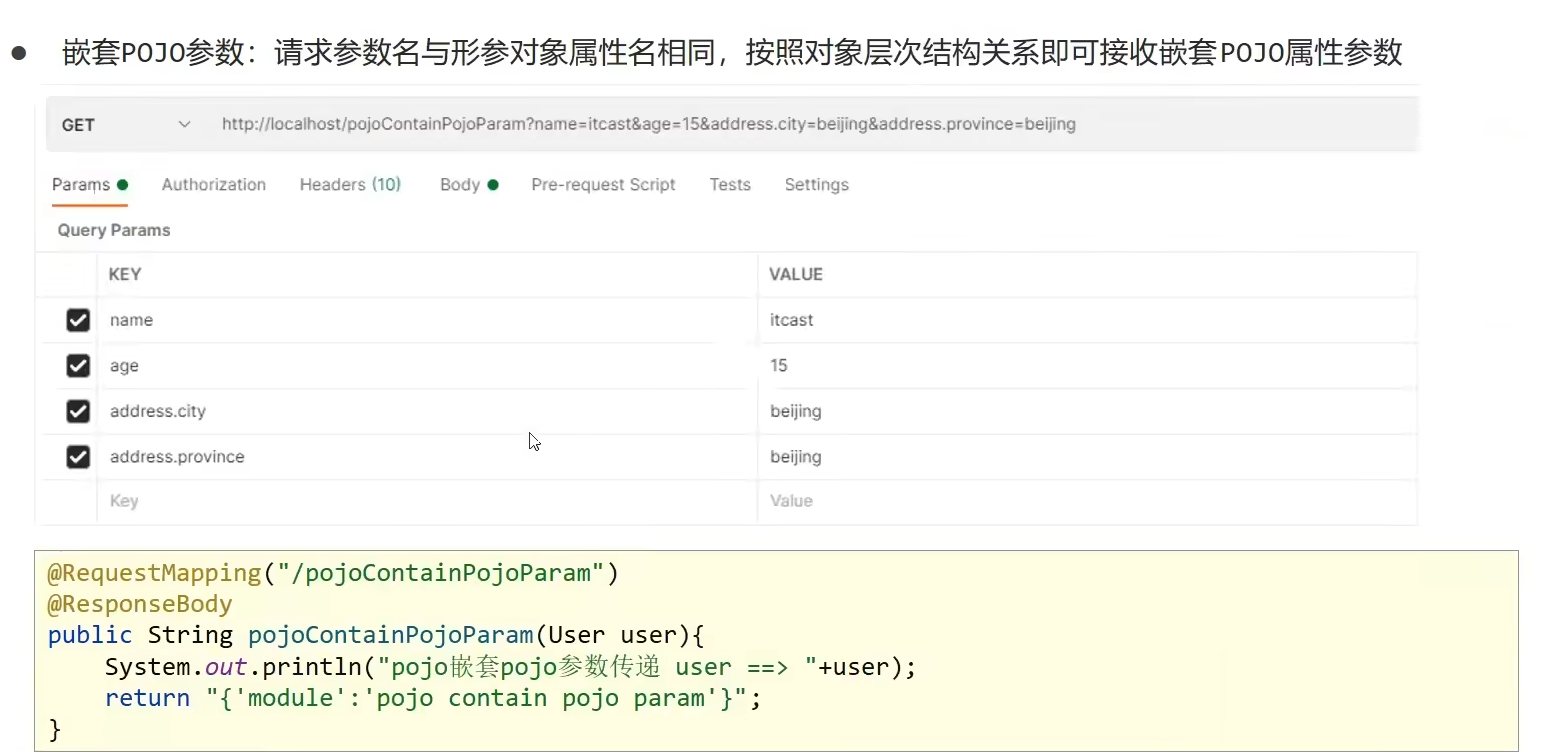 ● 嵌套POJO参数：请求参数名与形参对象属性名相同，按照对象层次结构关系即可接收嵌套POJO属性参数
GET http://localhost/pojoContainPojoParam?name=itcast&age=15&address.city=beijing&address.province=beijing
Params Authorization Headers (10) Body Pre-request Script Tests Settings
Query Params
KEY VALUE
name itcast
age 15
address.city beijing
address.province beijing
Key Value
@RequestMapping("/pojoContainPojoParam")
@ResponseBody
public String pojoContainPojoParam(User user){
    System.out.println("pojo嵌套pojo参数传递 user ==> "+user);
    return "{'module':'pojo contain pojo param'}";
}